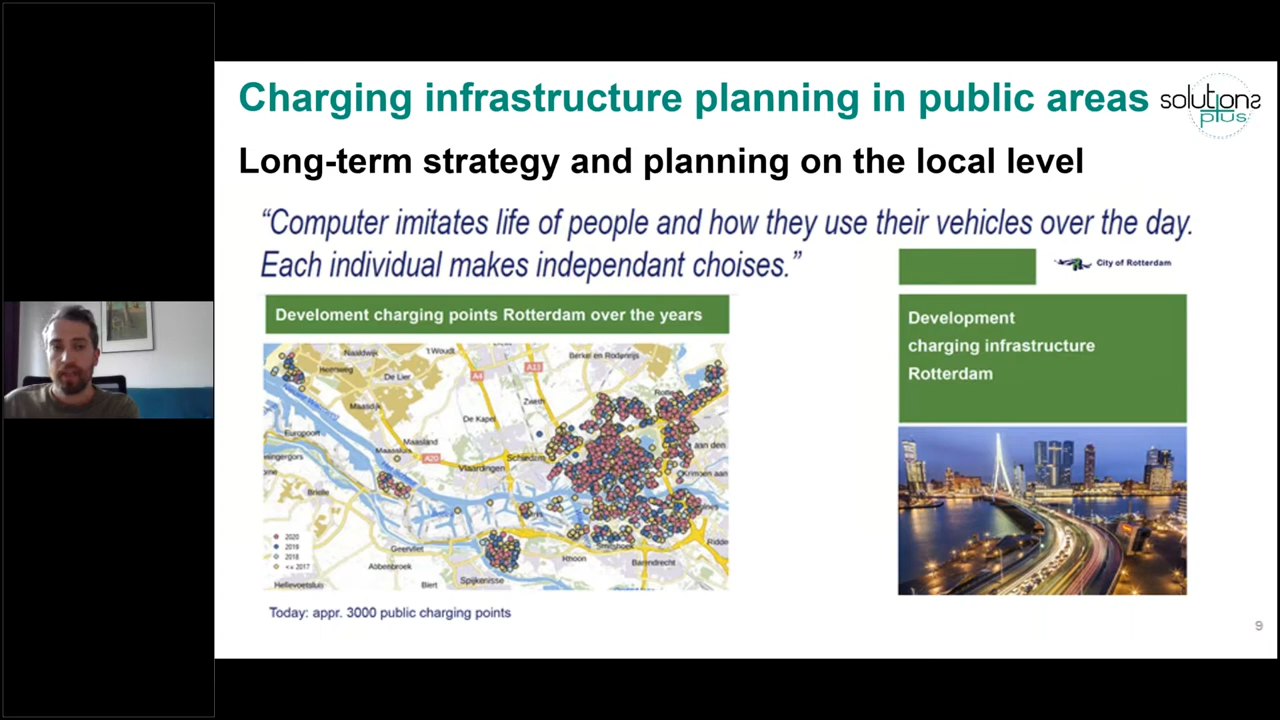 Charging infrastructure planning in public areas
solutions
plus
Long-term strategy and planning on the local level
“Computer imitates life of people and how they use their vehicles over the day.
Each individual makes independant choises.”
City of Rotterdam
Develoment charging points Rotterdam over the years
Development
charging infrastructure
Rotterdam
Naaldwijk
't Woudt
Berkel en Rodenrijs
Heenweg
De Lier
A4
A13
Maasdijk
De Kapel
Zweth
Europoort
Maasland
Maassluis
A20
Vlaardingen
Schiedam
aan den
Krimpen aan
Brielle
2020
2019
2018
<= 2017
Geervliet
Abbenbroek
Rhoon
Smitshoek
Barendrecht
Ridde
Hellevoetsluis
Biert
Spijkenisse
Today: appr. 3000 public charging points
9